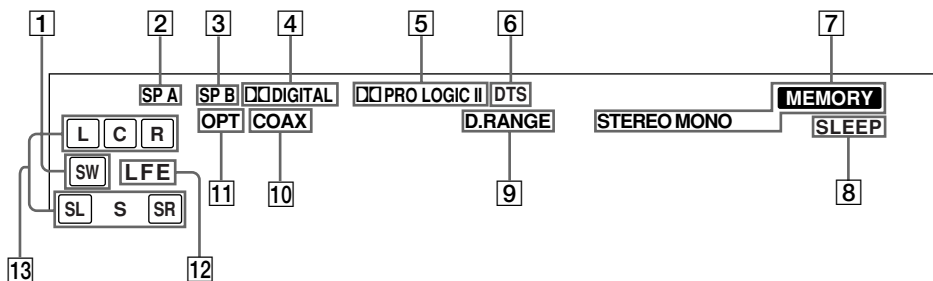 1 2 3 4 5 6 7
SP A SP B DIGITAL PRO LOGIC II DTS MEMORY
OPT COAX D.RANGE STEREO MONO SLEEP
L C R
SW LFE 11 10 9 8
SL S SR
13 12